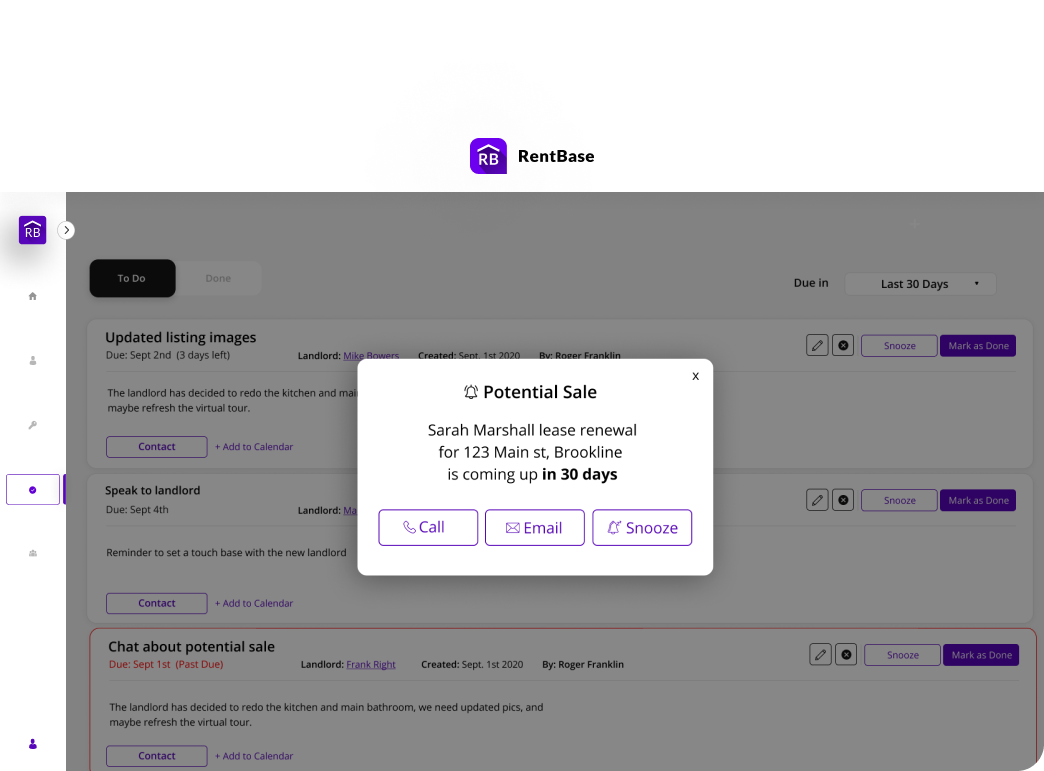 RB RentBase
RB
To Do Done
Due in Last 30 Days
Updated listing images
Due: Sept 2nd (3 days left) Landlord: Mike Bowers Created: Sept. 1st 2020 By: Roger Franklin
Snooze Mark as Done
The landlord has decided to redo the kitchen and mai
maybe refresh the virtual tour.
Contact + Add to Calendar
x
Potential Sale
Sarah Marshall lease renewal
for 123 Main st, Brookline
is coming up in 30 days
Call Email Snooze
Speak to landlord
Due: Sept 4th Landlord: Ma
Snooze Mark as Done
Reminder to set a touch base with the new landlord
Contact + Add to Calendar
Chat about potential sale
Due: Sept 1st (Past Due) Landlord: Frank Right Created: Sept. 1st 2020 By: Roger Franklin
Snooze Mark as Done
The landlord has decided to redo the kitchen and main bathroom, we need updated pics, and
maybe refresh the virtual tour.
Contact + Add to Calendar